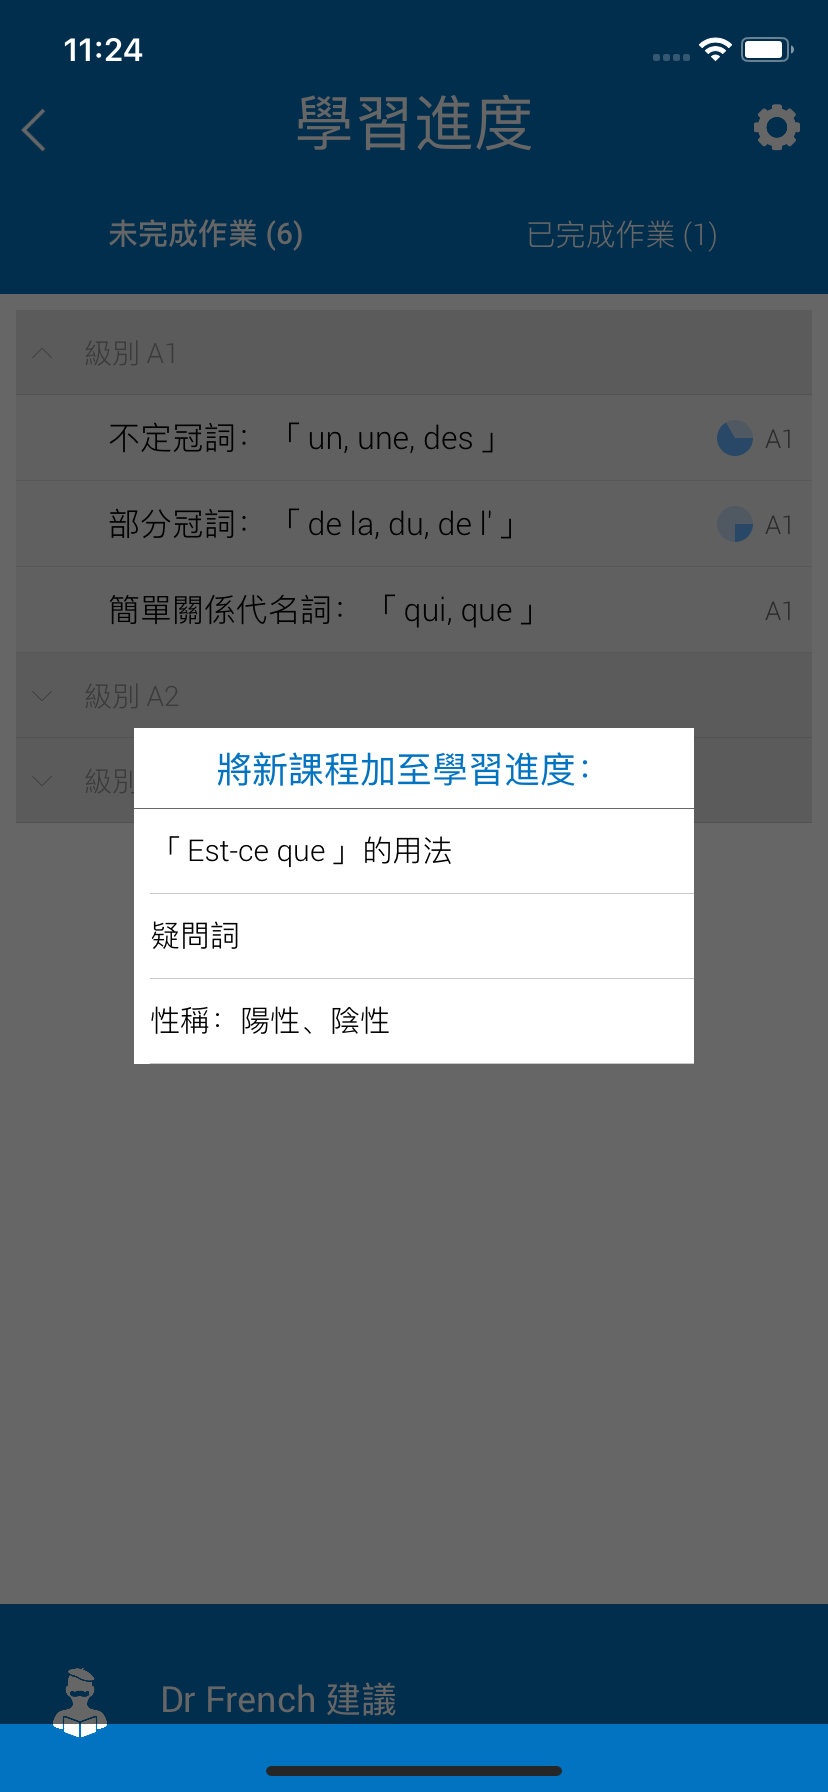 11:24
學習進度
未完成作業 (6)
已完成作業 (1)
級別 A1
不定冠詞：「 un, une, des 」 A1
部分冠詞：「 de la, du, de l' 」 A1
簡單關係代名詞：「 qui, que 」 A1
級別 A2
級別
將新課程加至學習進度：
「 Est-ce que 」的用法
疑問詞
性稱：陽性、陰性
Dr French 建議